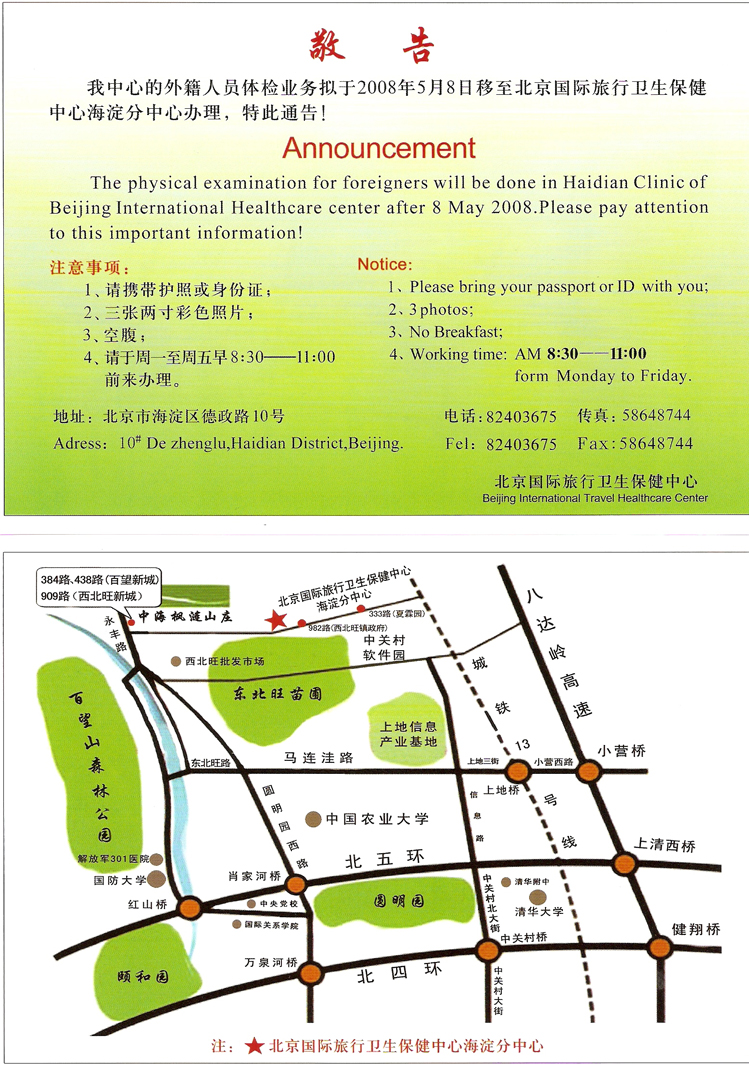 敬 告
我中心的外籍人员体检业务拟于2008年5月8日移至北京国际旅行卫生保健
中心海淀分中心办理，特此通告！
Announcement
The physical examination for foreigners will be done in Haidian Clinic of
Beijing International Healthcare center after 8 May 2008.Please pay attention
to this important information!
注意事项：
1、请携带护照或身份证；
2、三张两寸彩色照片；
3、空腹；
4、请于周一至周五早8:30——11:00
前来办理。
Notice:
1、Please bring your passport or ID with you;
2、3 photos;
3、No Breakfast;
4、Working time: AM 8:30——11:00
form Monday to Friday.
地址：北京市海淀区德政路10号
电话:82403675 传真:58648744
Adress: 10# De zhenglu,Haidian District,Beijing.
Fel: 82403675 Fax:58648744
北京国际旅行卫生保健中心
Beijing International Travel Healthcare Center
384路、438路(百望新城)
909路（西北旺新城）
中海枫涟山庄
永丰路
北京国际旅行卫生保健中心
海淀分中心
333路(夏霖园)
982路(西北旺镇政府)
中关村
软件园
八达岭高速
城铁13号线
西北旺批发市场
东北旺苗圃
百望山森林公园
上地信息
产业基地
东北旺路
马连洼路
上地三街
小营西路
小营桥
上地桥
圆明园西路
信息路
中国农业大学
解放军301医院
国防大学
肖家河桥
北五环
上清西桥
红山桥
中央党校
国际关系学院
圆明园
中关村北大街
清华附中
清华大学
健翔桥
中关村桥
颐和园
万泉河桥
北四环
中关村大街
注：★北京国际旅行卫生保健中心海淀分中心